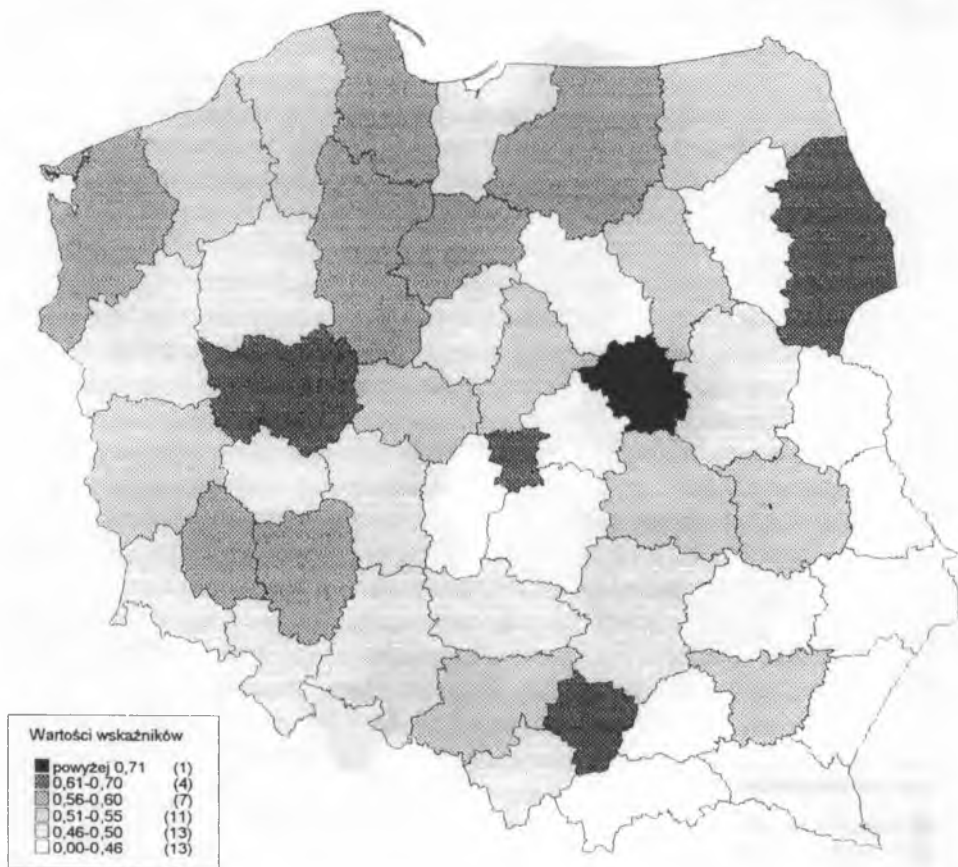 Wartości wskaźników
powyżej 0,71 (1)
0,61-0,70 (4)
0,56-0,60 (7)
0,51-0,55 (11)
0,46-0,50 (13)
0,00-0,46 (13)